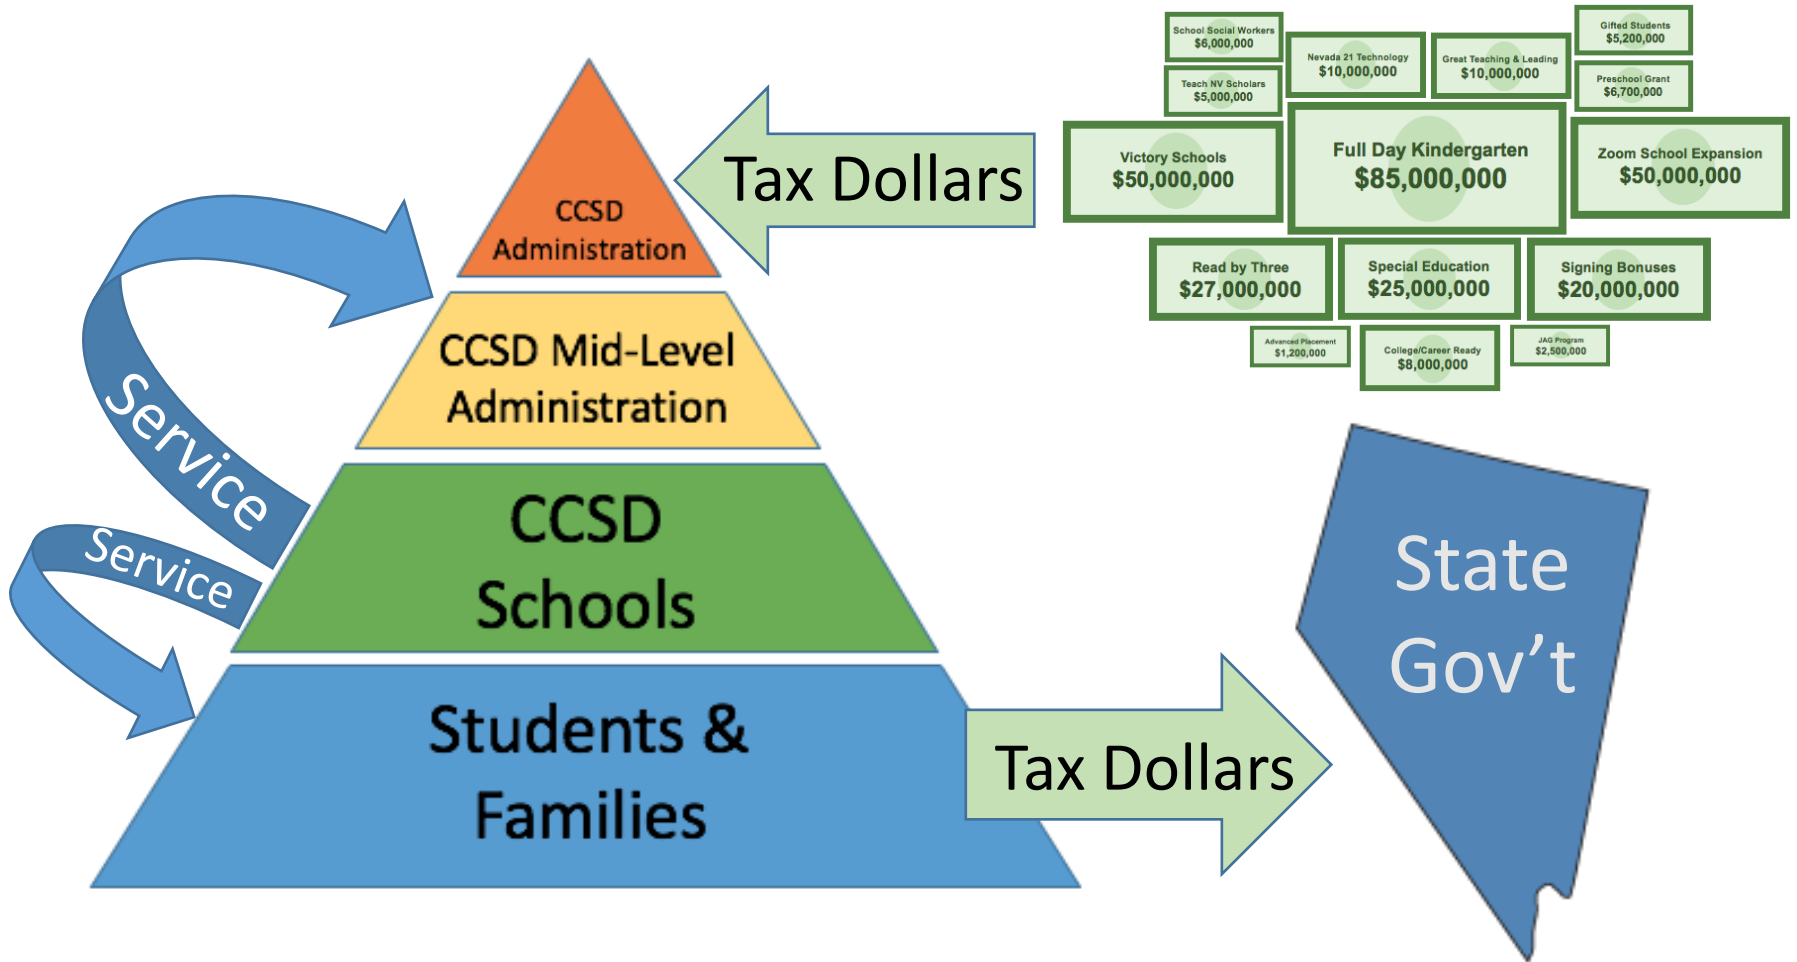 School Social Workers
$6,000,000
Nevada 21 Technology
$10,000,000
Great Teaching & Leading
$10,000,000
Gifted Students
$5,200,000
Teach NV Scholars
$5,000,000
Preschool Grant
$6,700,000
Victory Schools
$50,000,000
Full Day Kindergarten
$85,000,000
Zoom School Expansion
$50,000,000
Read by Three
$27,000,000
Special Education
$25,000,000
Signing Bonuses
$20,000,000
Advanced Placement
$1,200,000
College/Career Ready
$8,000,000
JAG Program
$2,500,000
Tax Dollars
CCSD
Administration
CCSD Mid-Level
Administration
Service
CCSD
Schools
Service
Students &
Families
Tax Dollars
State
Gov’t